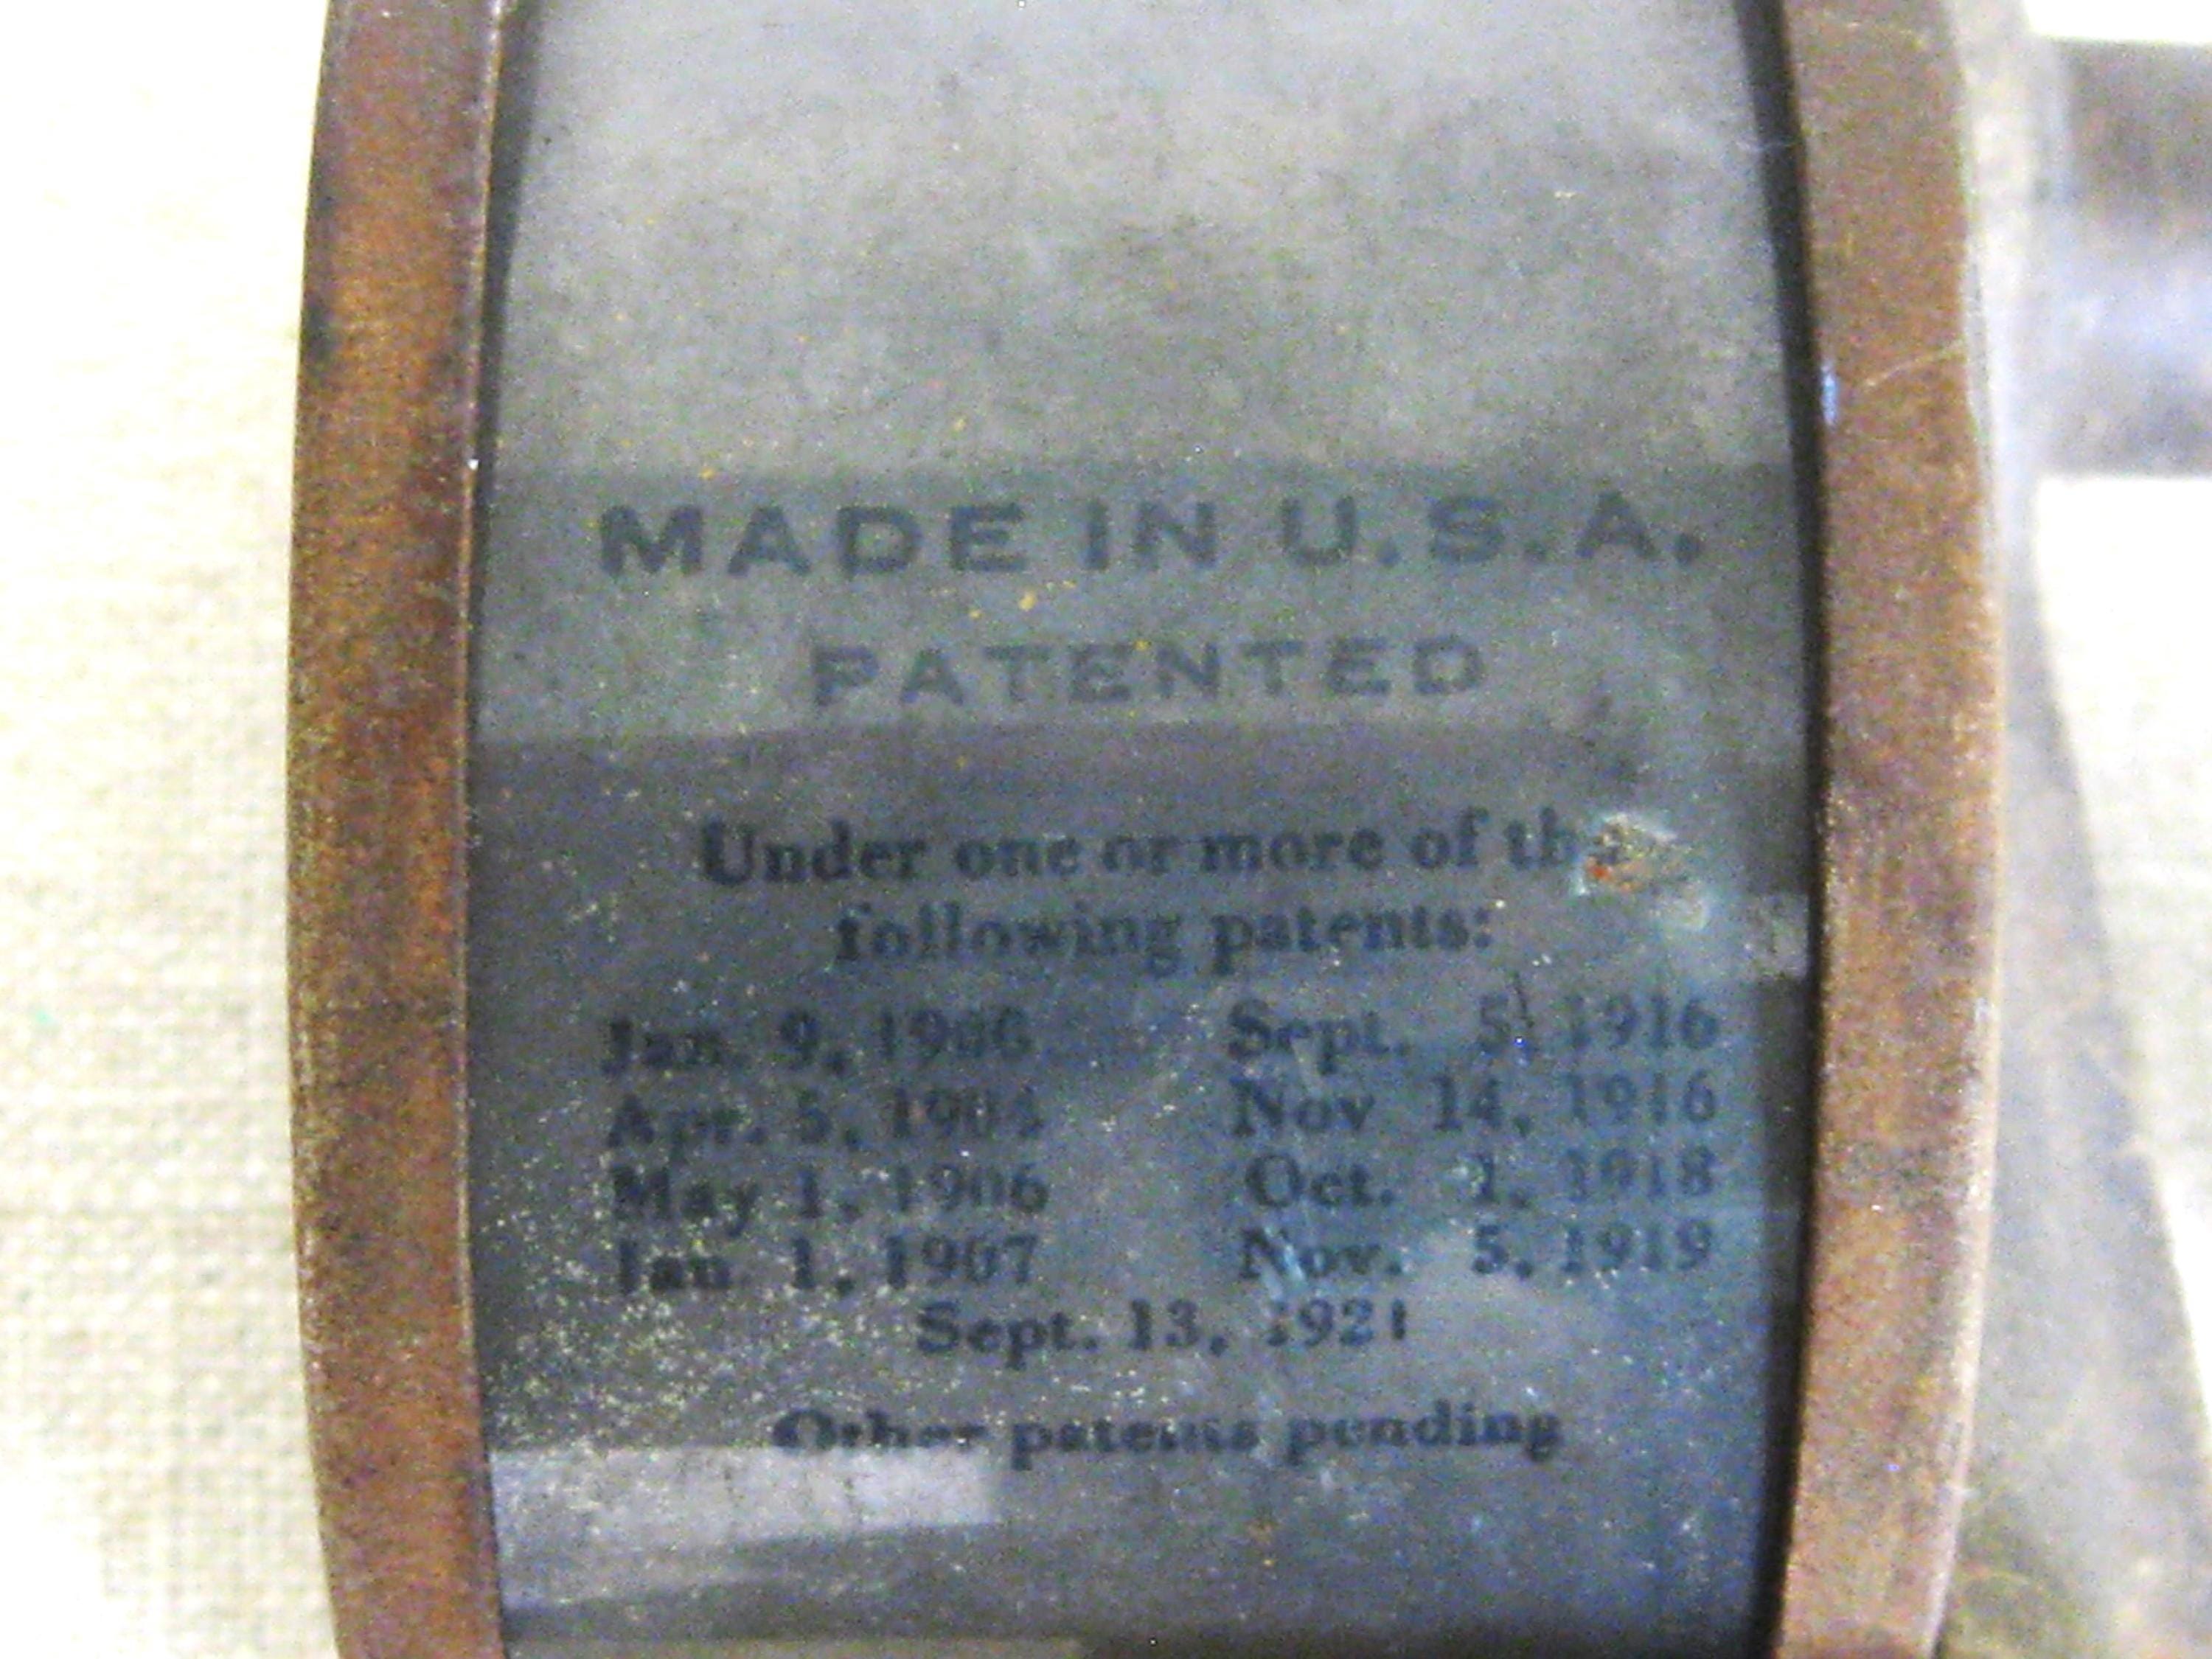 MADE IN U.S.A.
PATENTED
Under one or more of the
following patents:
Jan. 9, 1906 Sept. 5, 1916
Apr. 5, Nov 14, 1916
May 1, 1906 Oct. 1, 1918
Jan 1, 1907 Nov. 5, 1919
Sept. 13, 1921
Other patents pending